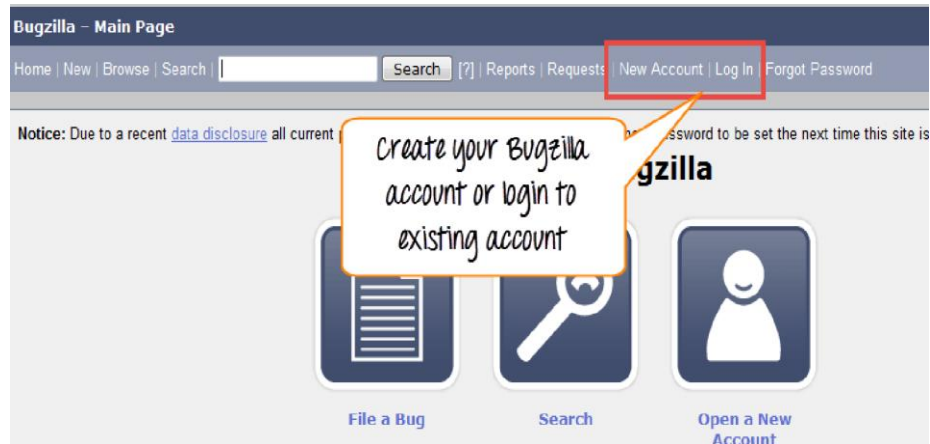 Bugzilla – Main Page
Home | New | Browse | Search | Search [?] | Reports | Requests | New Account | Log In | Forgot Password
Notice: Due to a recent data disclosure all current password to be set the next time this site is
gzilla
Create your Bugzilla
account or login to
existing account
File a Bug
Search
Open a New
Account